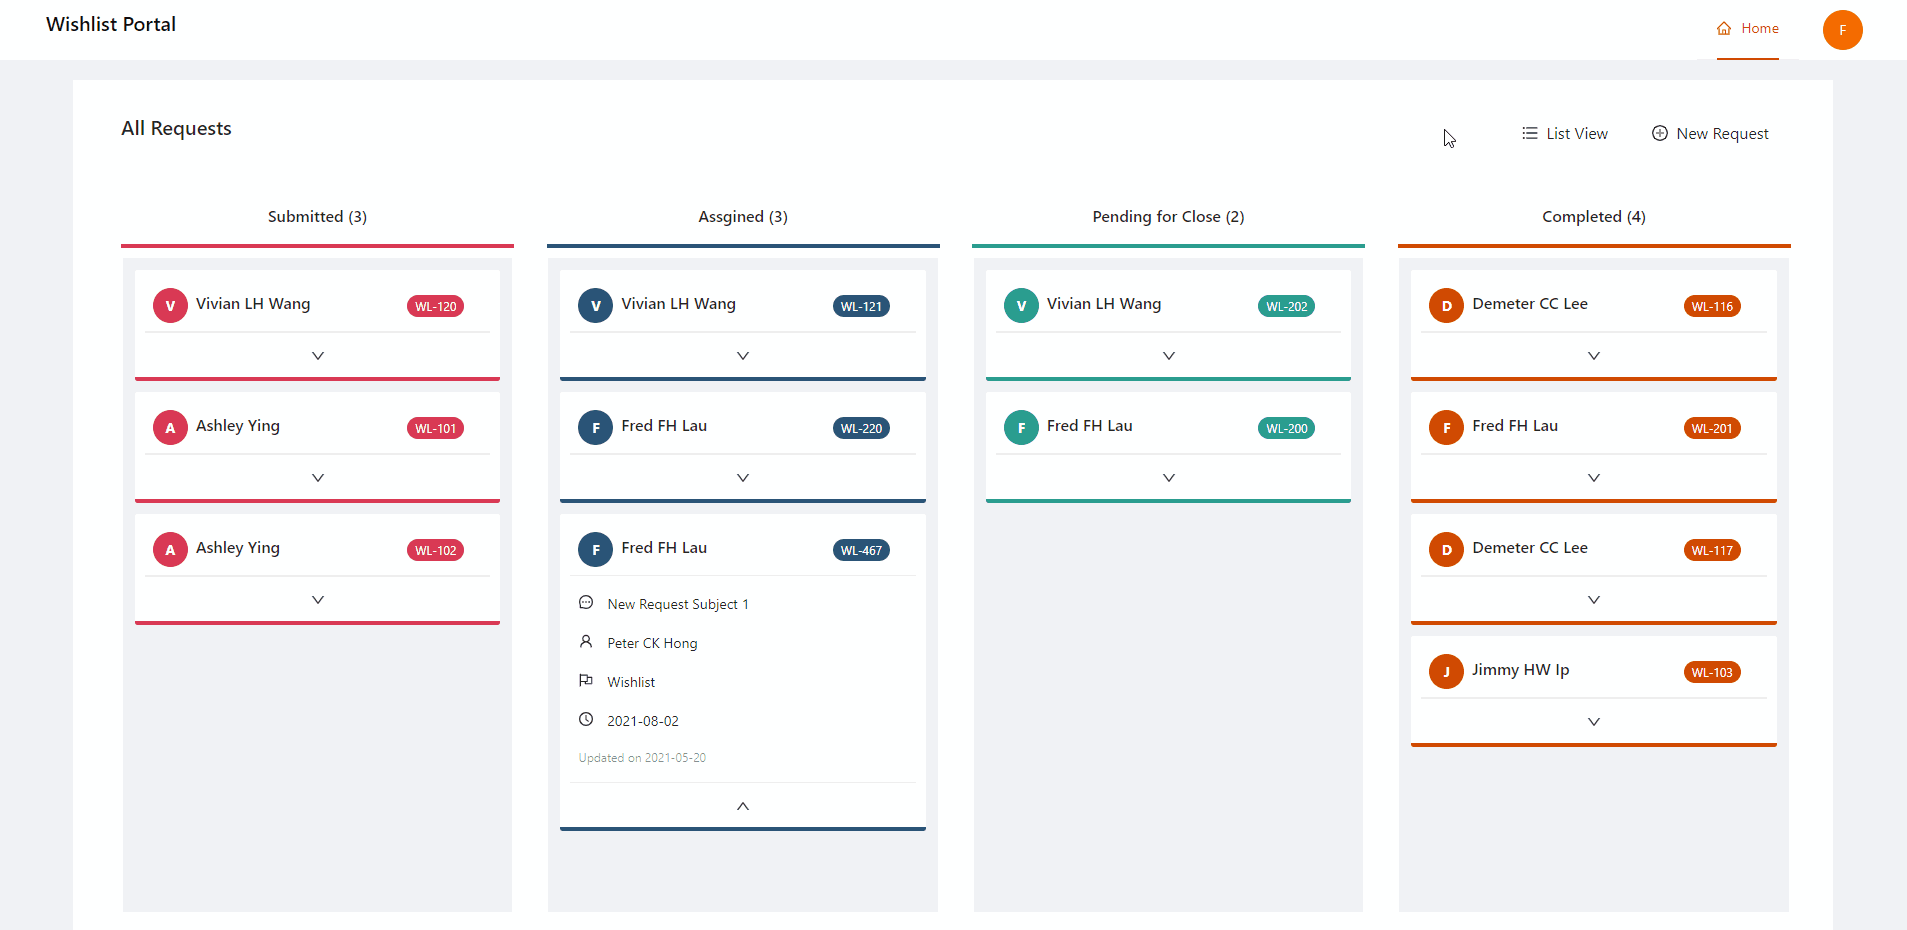 Wishlist Portal
Home
F
All Requests
List View
New Request
Submitted (3)
V Vivian LH Wang WL-120
A Ashley Ying WL-101
A Ashley Ying WL-102
Assgined (3)
V Vivian LH Wang WL-121
F Fred FH Lau WL-220
F Fred FH Lau WL-467
New Request Subject 1
Peter CK Hong
Wishlist
2021-08-02
Updated on 2021-05-20
Pending for Close (2)
V Vivian LH Wang WL-202
F Fred FH Lau WL-200
Completed (4)
D Demeter CC Lee WL-116
F Fred FH Lau WL-201
D Demeter CC Lee WL-117
J Jimmy HW Ip WL-103